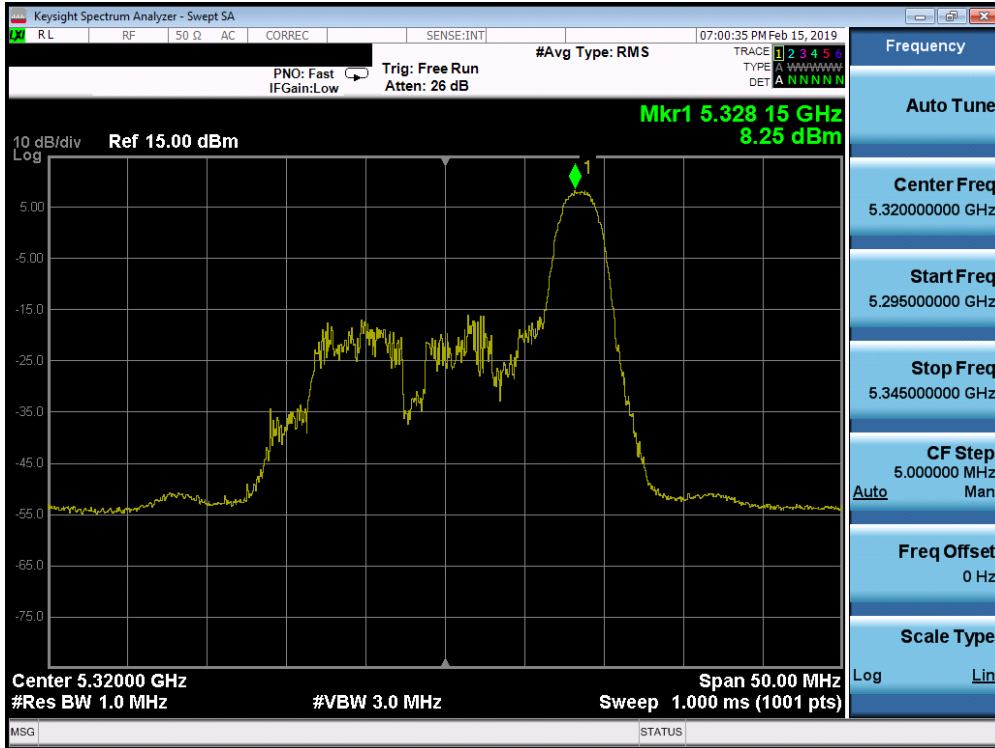 Keysight Spectrum Analyzer - Swept SA
LXI RL RF 50 Ω AC CORREC SENSE:INT 07:00:35 PM Feb 15, 2019
#Avg Type: RMS TRACE 1 2 3 4 5 6
PNO: Fast Trig: Free Run TYPE A WWWWW
IFGain:Low Atten: 26 dB DET A N N N N N
Mkr1 5.328 15 GHz
8.25 dBm
10 dB/div Ref 15.00 dBm
Log
1
5.00
-5.00
-15.0
-25.0
-35.0
-45.0
-55.0
-65.0
-75.0
Center 5.32000 GHz Span 50.00 MHz
#Res BW 1.0 MHz #VBW 3.0 MHz Sweep 1.000 ms (1001 pts)
MSG STATUS
Frequency
Auto Tune
Center Freq
5.320000000 GHz
Start Freq
5.295000000 GHz
Stop Freq
5.345000000 GHz
CF Step
5.000000 MHz
Auto Man
Freq Offset
0 Hz
Scale Type
Log Lin